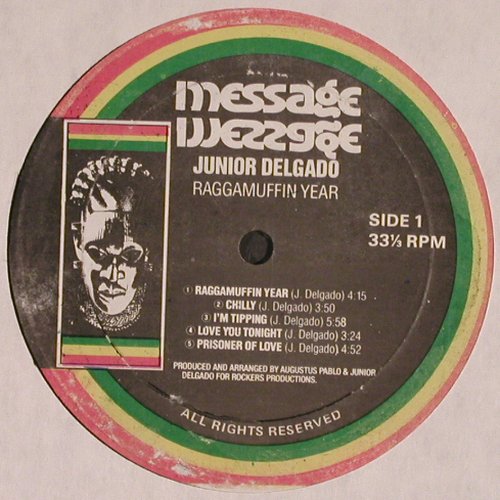 message
message
JUNIOR DELGADO
RAGGAMUFFIN YEAR
SIDE 1
33⅓ RPM
① RAGGAMUFFIN YEAR (J. Delgado) 4:15
② CHILLY (J. Delgado) 3:50
③ I'M TIPPING (J. Delgado) 5:58
④ LOVE YOU TONIGHT (J. Delgado) 3:24
⑤ PRISONER OF LOVE (J. Delgado) 4:52
PRODUCED AND ARRANGED BY AUGUSTUS PABLO & JUNIOR
DELGADO FOR ROCKERS PRODUCTIONS.
ALL RIGHTS RESERVED